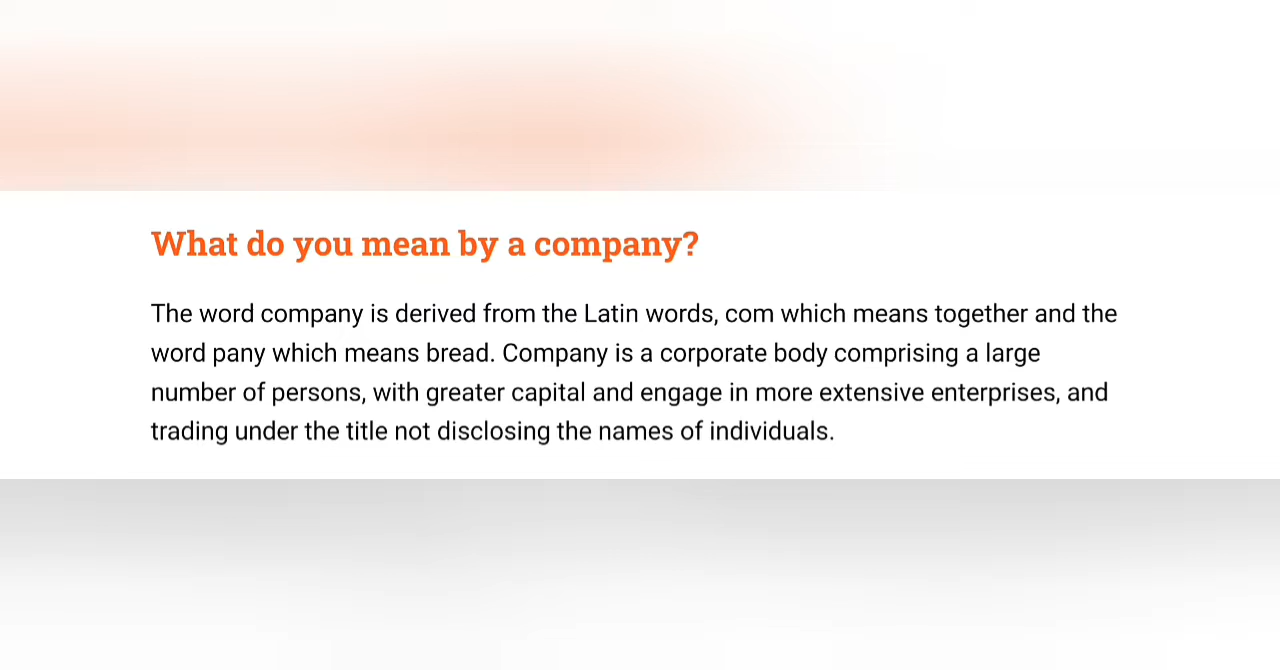 What do you mean by a company?
The word company is derived from the Latin words, com which means together and the
word pany which means bread. Company is a corporate body comprising a large
number of persons, with greater capital and engage in more extensive enterprises, and
trading under the title not disclosing the names of individuals.